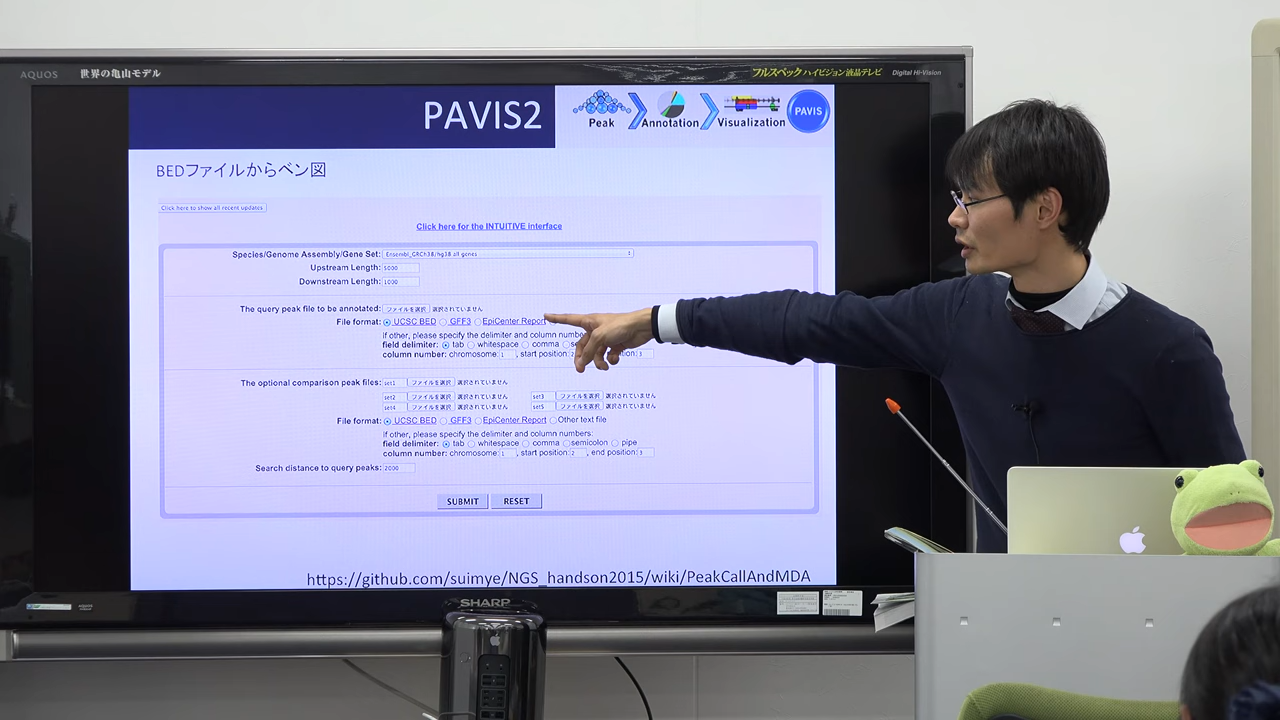 AQUOS 世界の亀山モデル フルスペックハイビジョン液晶テレビ Digital Hi-Vision
PAVIS2
Peak Annotation Visualization PAVIS
BEDファイルからベン図
Click here to show all recent updates
Click here for the INTUITIVE interface
Species/Genome Assembly/Gene Set: Ensembl_GRCh38/hg38 all genes
Upstream Length: 5000
Downstream Length: 1000
The query peak file to be annotated: ファイルを選択 選択されていません
File format: UCSC BED GFF3 EpiCenter Report
If other, please specify the delimiter and column numbers
field delimiter: tab whitespace comma
column number: chromosome: 1 , start position: 2 3
The optional comparison peak files: set1 ファイルを選択 選択されていません
set2 ファイルを選択 選択されていません set3 ファイルを選択 選択されていません
set4 ファイルを選択 選択されていません set5 ファイルを選択 選択されていません
File format: UCSC BED GFF3 EpiCenter Report Other text file
If other, please specify the delimiter and column numbers:
field delimiter: tab whitespace comma semicolon pipe
column number: chromosome: 1 , start position: 2 , end position: 3
Search distance to query peaks: 2000
SUBMIT RESET
https://github.com/suimye/NGS_handson2015/wiki/PeakCallAndMDA
SHARP